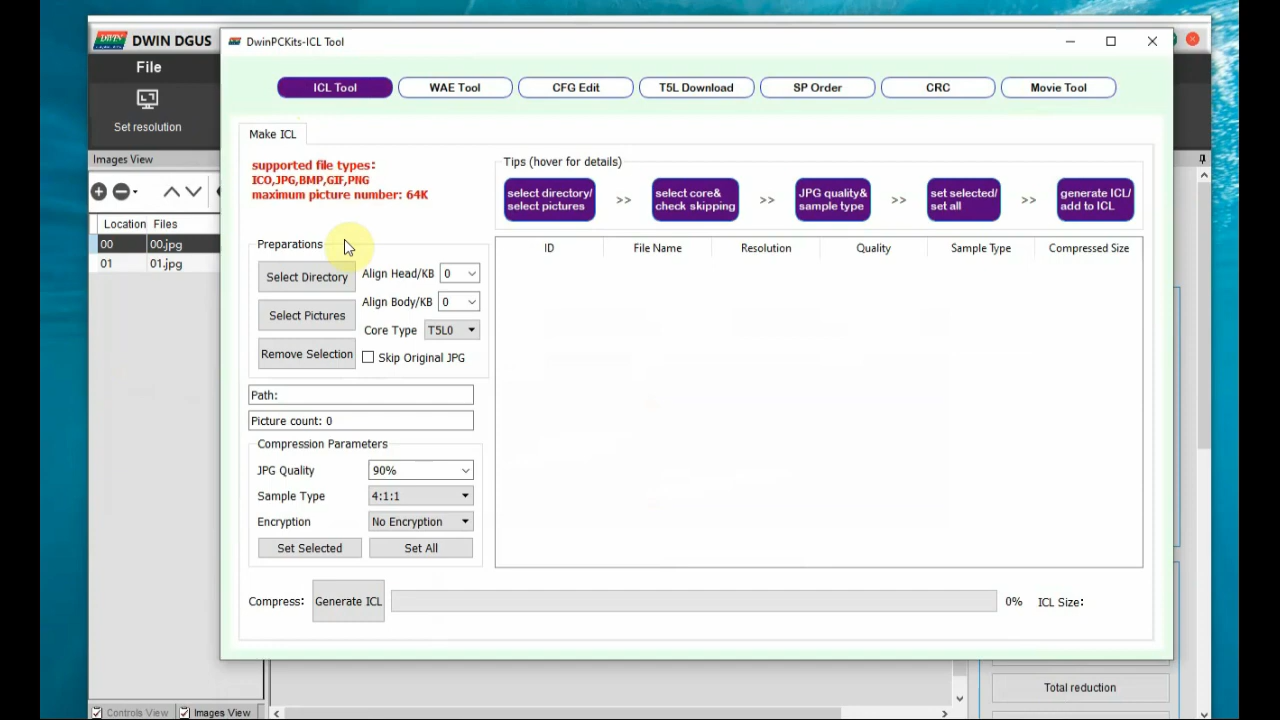 DWIN
DWIN DGUS
File
Set resolution
Images View
Location Files
00 00.jpg
01 01.jpg
Controls View Images View
DwinPCKits-ICL Tool
ICL Tool WAE Tool CFG Edit T5L Download SP Order CRC Movie Tool
Make ICL
supported file types:
ICO,JPG,BMP,GIF,PNG
maximum picture number: 64K
Preparations
Select Directory Align Head/KB 0
Select Pictures Align Body/KB 0
Core Type T5L0
Remove Selection Skip Original JPG
Path:
Picture count: 0
Compression Parameters
JPG Quality 90%
Sample Type 4:1:1
Encryption No Encryption
Set Selected Set All
Compress: Generate ICL 0% ICL Size:
Tips (hover for details)
select directory/
select pictures
>>
select core&
check skipping
>>
JPG quality&
sample type
>>
set selected/
set all
>>
generate ICL/
add to ICL
ID File Name Resolution Quality Sample Type Compressed Size
Total reduction